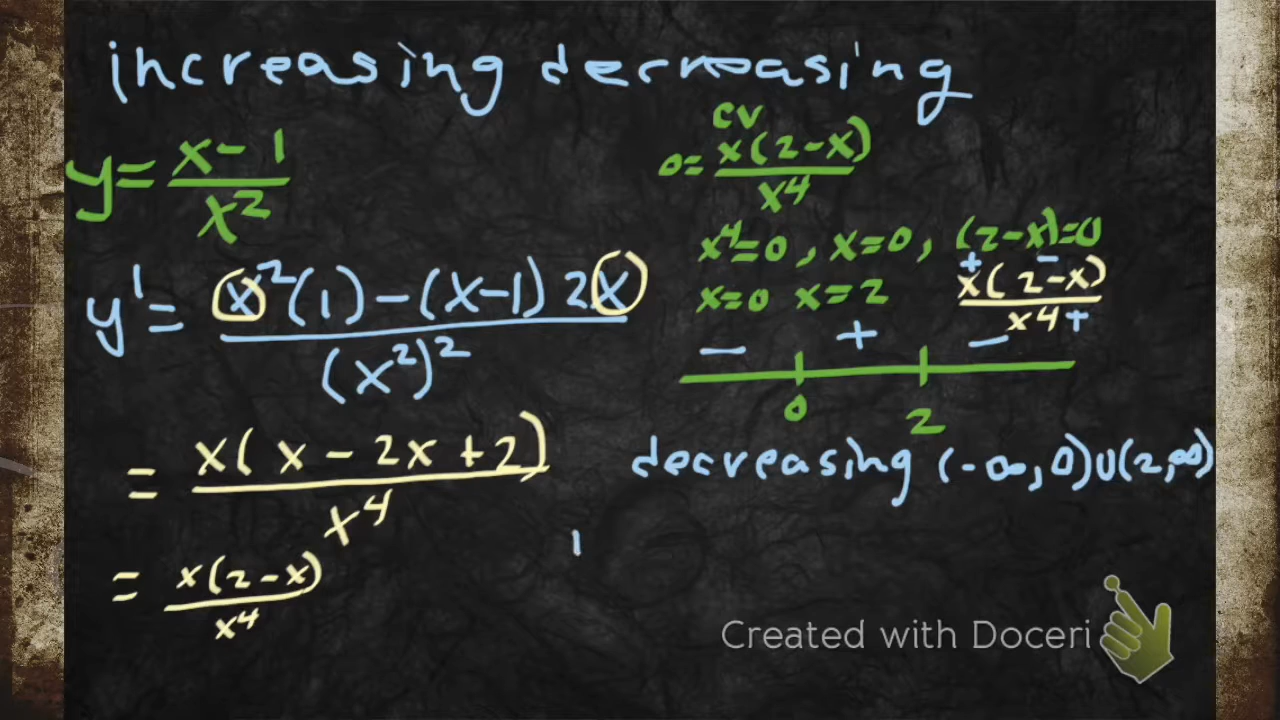 increasing decreasing
y = (x-1)/x²
y' = (x²(1) - (x-1) 2x)/(x²)²
= x(x - 2x + 2)/x⁴
= x(2-x)/x⁴
CV
0 = x(2-x)/x⁴
x⁴=0, x=0, (2-x)=0
x=0 x=2
+ -
x(2-x)/x⁴ +
- + -
0 2
decreasing (-∞,0)∪(2,∞)
Created with Doceri